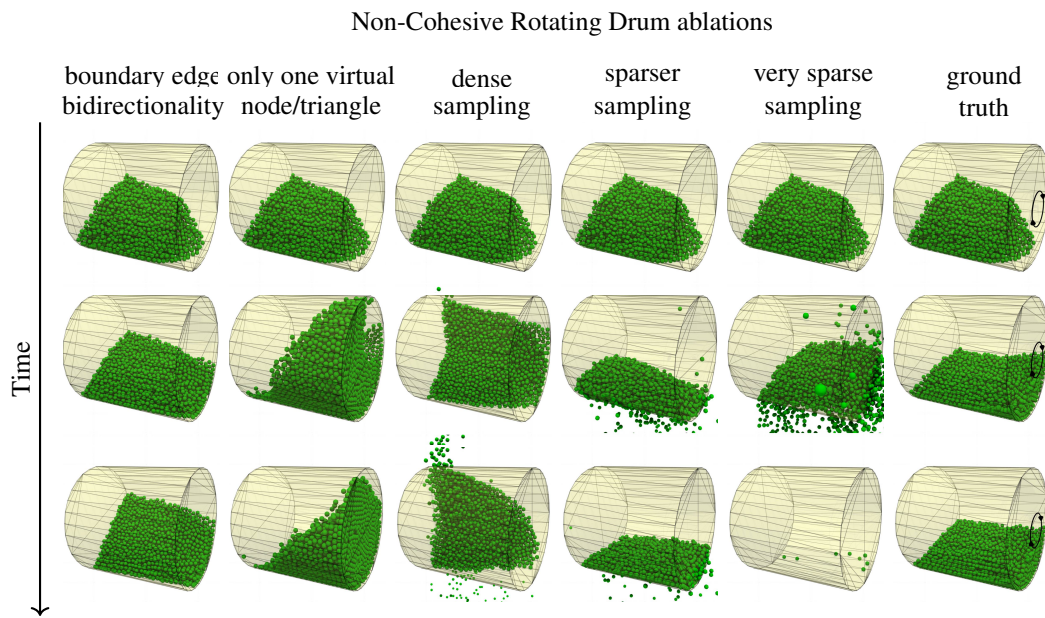 Non-Cohesive Rotating Drum ablations
boundary edge only one virtual dense sparser very sparse ground
bidirectionality node/triangle sampling sampling sampling truth
Time